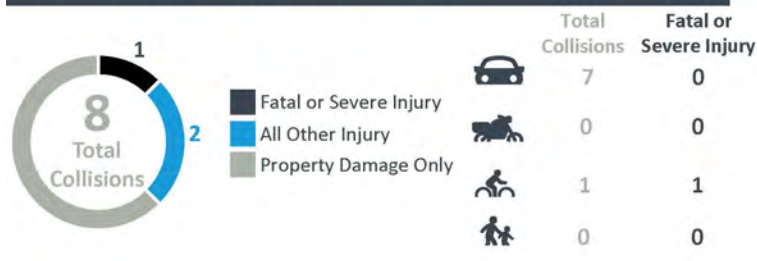 1
8
Total
Collisions
2
Fatal or Severe Injury
All Other Injury
Property Damage Only
Total Fatal or
Collisions Severe Injury
7 0
0 0
1 1
0 0